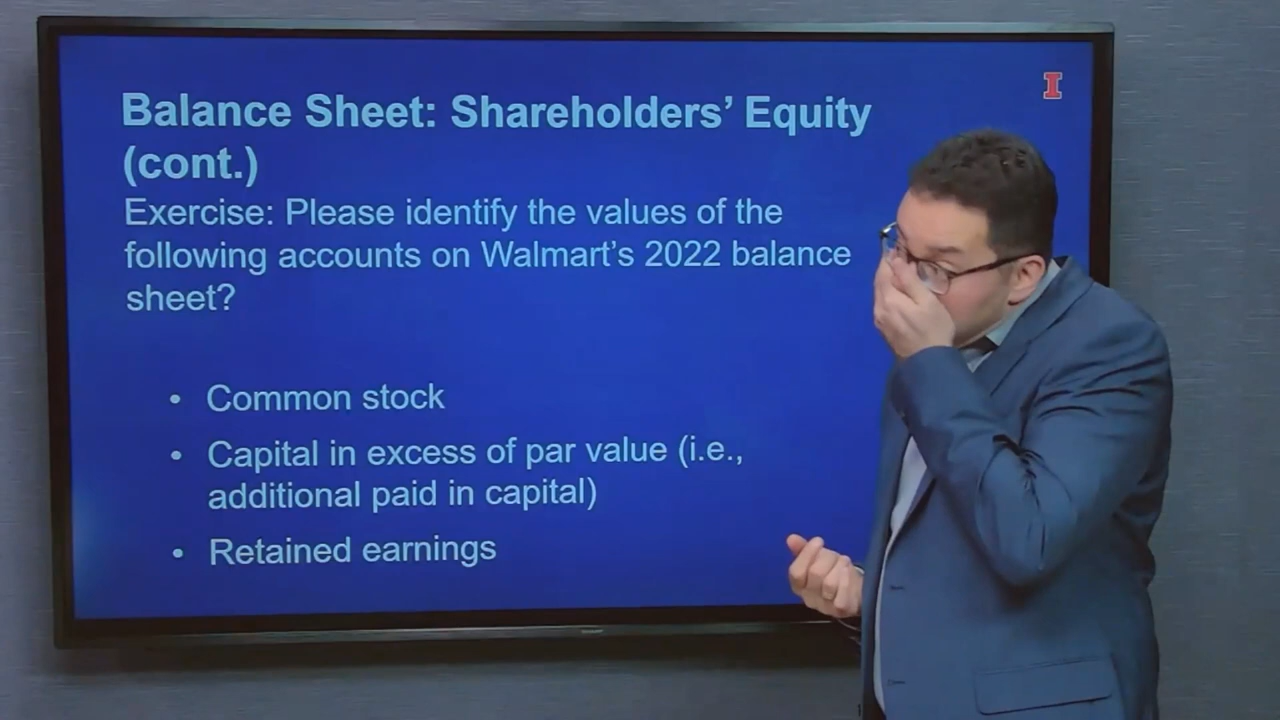 I
Balance Sheet: Shareholders’ Equity
(cont.)
Exercise: Please identify the values of the
following accounts on Walmart’s 2022 balance
sheet?
• Common stock
• Capital in excess of par value (i.e.,
additional paid in capital)
• Retained earnings